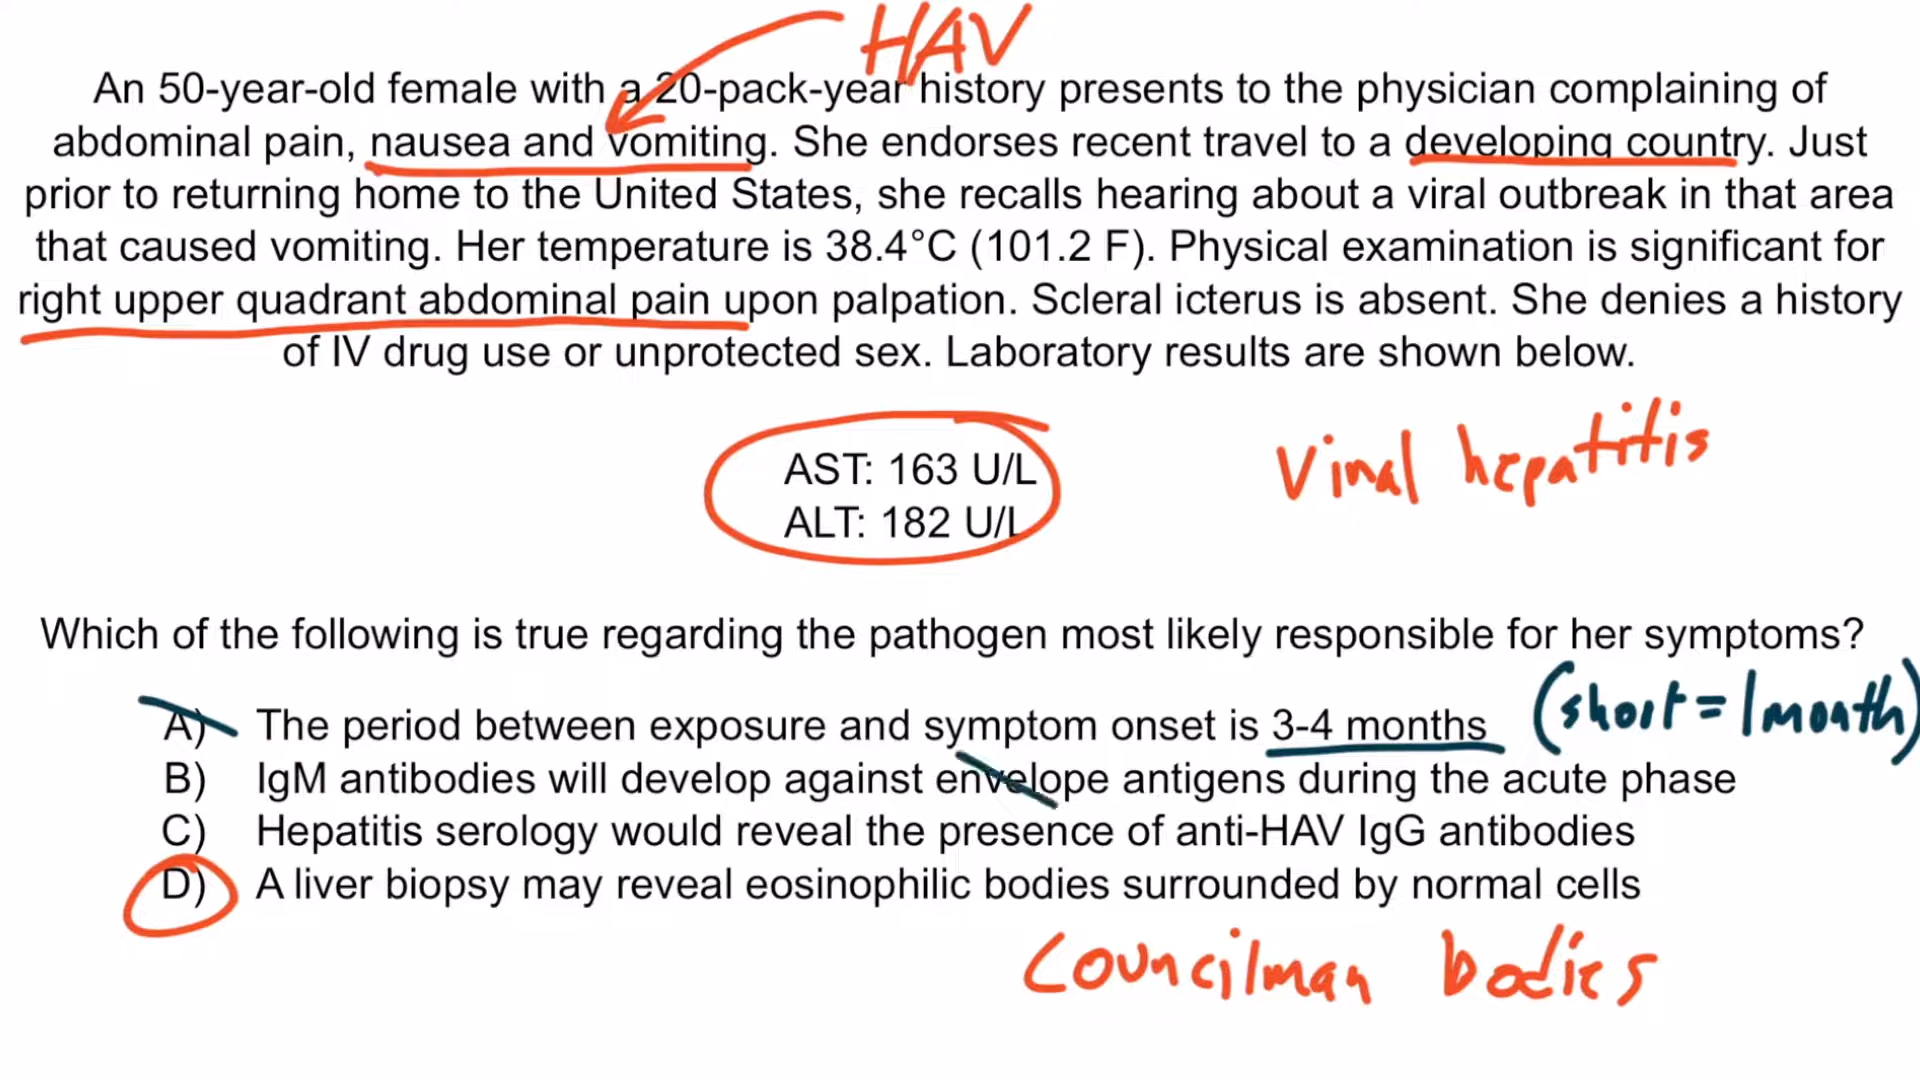 HAV
An 50-year-old female with a 20-pack-year history presents to the physician complaining of
abdominal pain, nausea and vomiting. She endorses recent travel to a developing country. Just
prior to returning home to the United States, she recalls hearing about a viral outbreak in that area
that caused vomiting. Her temperature is 38.4°C (101.2 F). Physical examination is significant for
right upper quadrant abdominal pain upon palpation. Scleral icterus is absent. She denies a history
of IV drug use or unprotected sex. Laboratory results are shown below.
AST: 163 U/L
ALT: 182 U/L
Viral hepatitis
Which of the following is true regarding the pathogen most likely responsible for her symptoms?
A) The period between exposure and symptom onset is 3-4 months (short = 1 month)
B) IgM antibodies will develop against envelope antigens during the acute phase
C) Hepatitis serology would reveal the presence of anti-HAV IgG antibodies
D) A liver biopsy may reveal eosinophilic bodies surrounded by normal cells
Councilman bodies